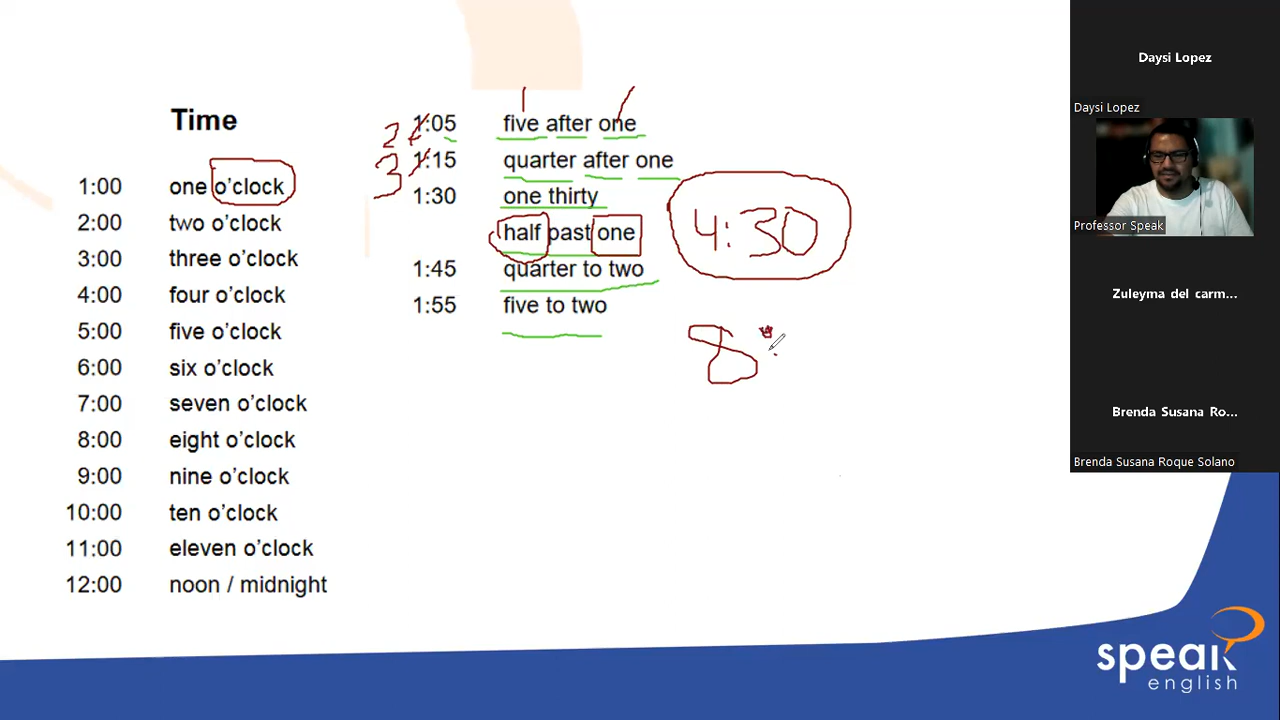 Time
1:00 one o'clock
2:00 two o'clock
3:00 three o'clock
4:00 four o'clock
5:00 five o'clock
6:00 six o'clock
7:00 seven o'clock
8:00 eight o'clock
9:00 nine o'clock
10:00 ten o'clock
11:00 eleven o'clock
12:00 noon / midnight
2 1:05 five after one
3 1:15 quarter after one
1:30 one thirty
half past one
1:45 quarter to two
1:55 five to two
4:30
8:
Daysi Lopez
Daysi Lopez
Professor Speak
Zuleyma del carm...
Brenda Susana Ro...
Brenda Susana Roque Solano
speak
english